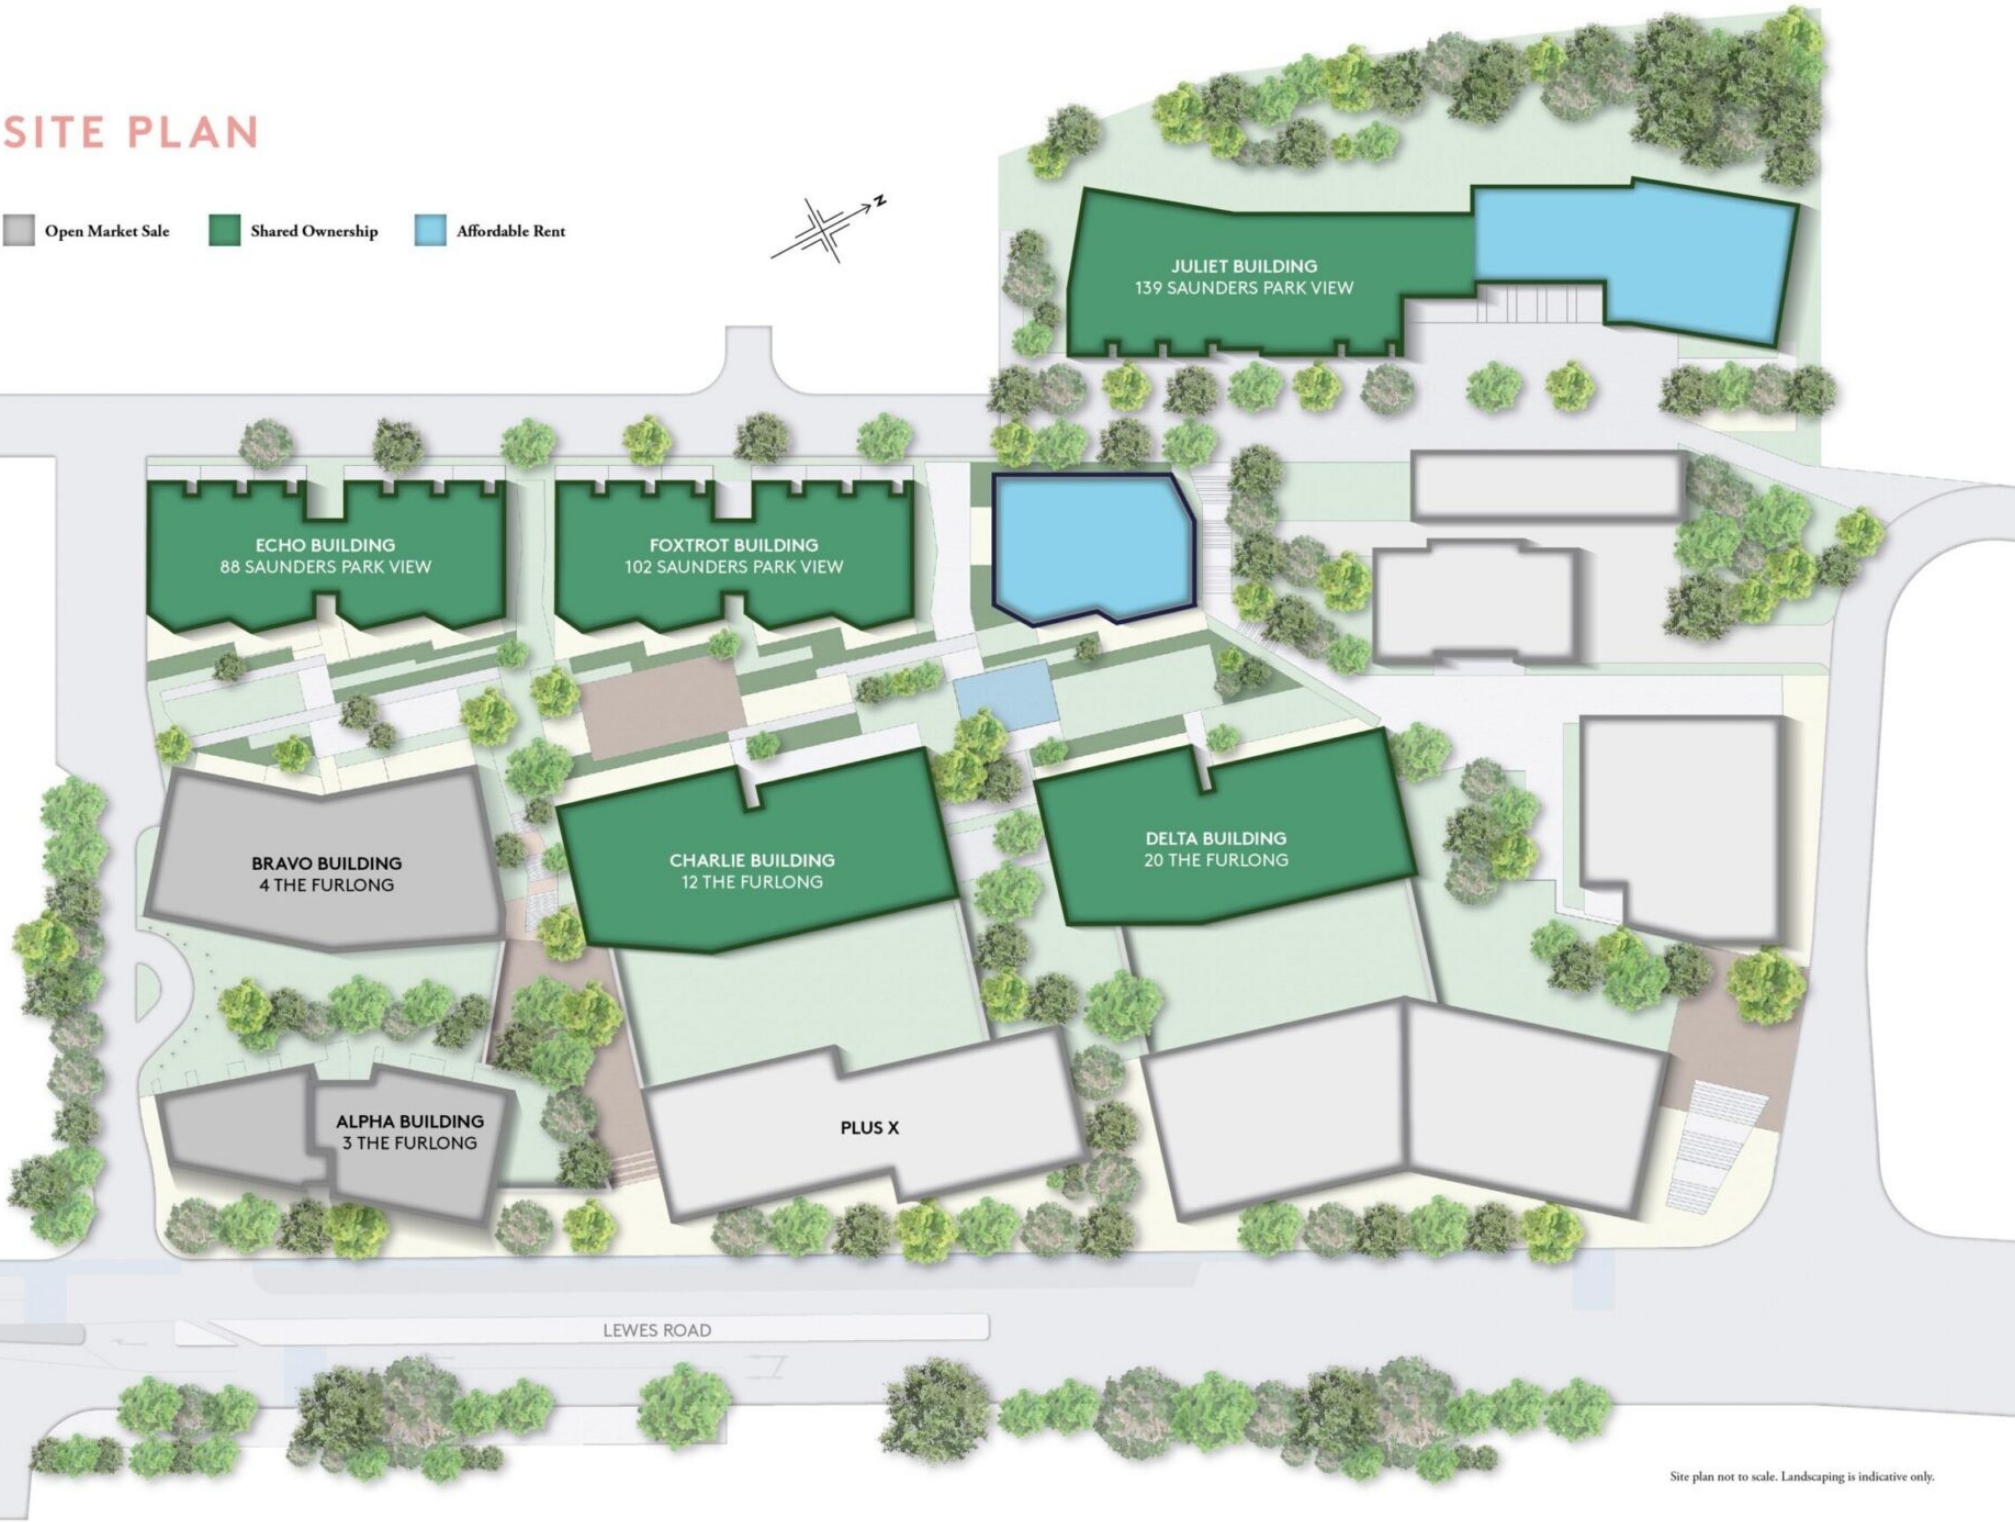 SITE PLAN
Open Market Sale
Shared Ownership
Affordable Rent
N
JULIET BUILDING
139 SAUNDERS PARK VIEW
ECHO BUILDING
88 SAUNDERS PARK VIEW
FOXTROT BUILDING
102 SAUNDERS PARK VIEW
BRAVO BUILDING
4 THE FURLONG
CHARLIE BUILDING
12 THE FURLONG
DELTA BUILDING
20 THE FURLONG
ALPHA BUILDING
3 THE FURLONG
PLUS X
LEWES ROAD
Site plan not to scale. Landscaping is indicative only.